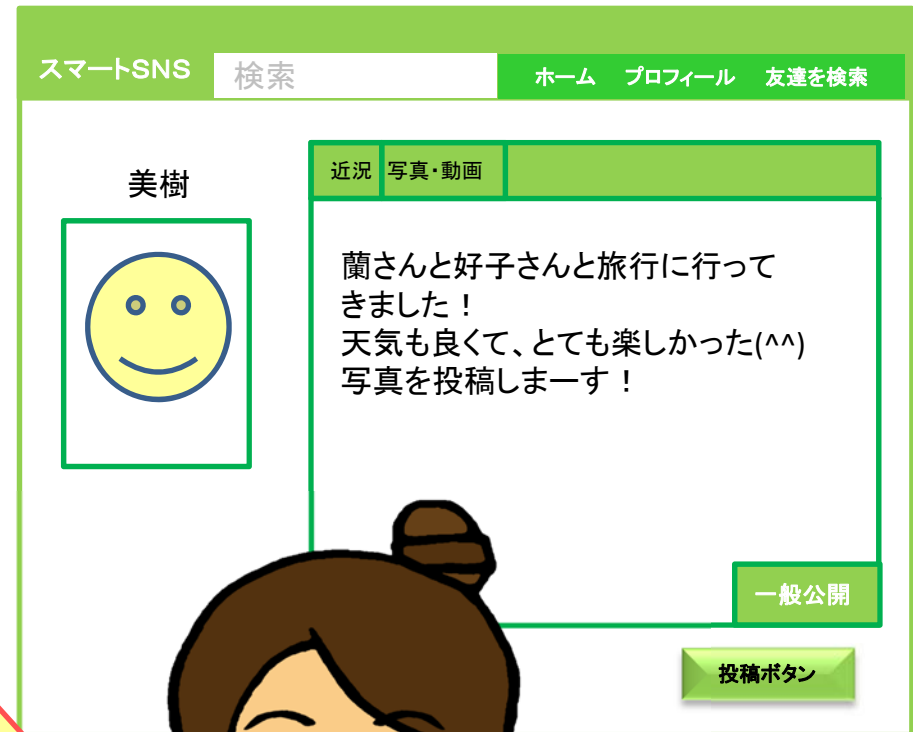 スマートSNS 検索 ホーム プロフィール 友達を検索
美樹
近況 写真・動画
蘭さんと好子さんと旅行に行って
きました！
天気も良くて、とても楽しかった(^^)
写真を投稿しまーす！
一般公開
投稿ボタン